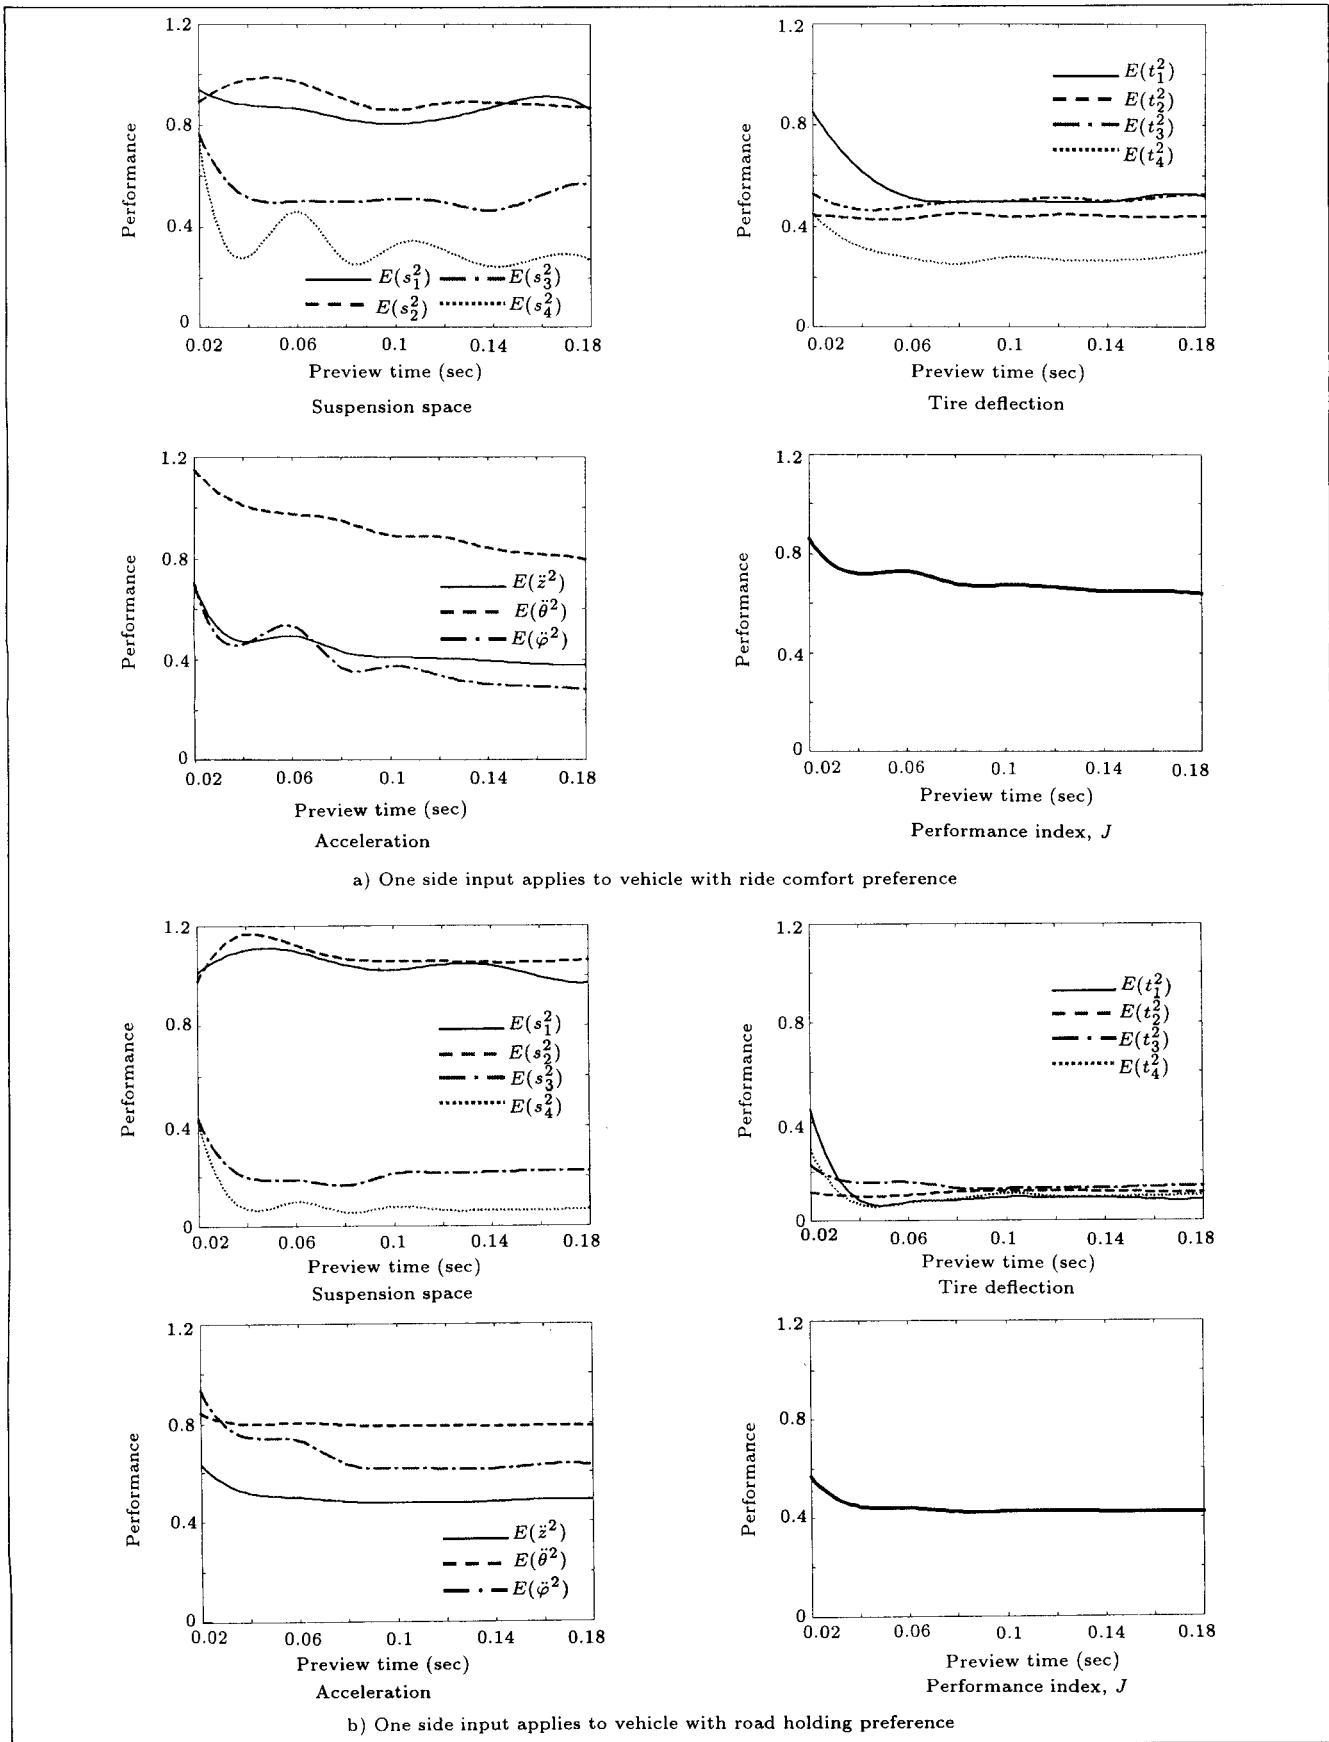 1.2
0.8
0.4
0
Performance
E(s₁²) E(s₃²)
E(s₂²) E(s₄²)
0.02 0.06 0.1 0.14 0.18
Preview time (sec)
Suspension space
1.2
0.8
0.4
0
Performance
E(t₁²)
E(t₂²)
E(t₃²)
E(t₄²)
0.02 0.06 0.1 0.14 0.18
Preview time (sec)
Tire deflection
1.2
0.8
0.4
0
Performance
E(z̈²)
E(θ̈²)
E(φ̈²)
0.02 0.06 0.1 0.14 0.18
Preview time (sec)
Acceleration
1.2
0.8
0.4
0
Performance
0.02 0.06 0.1 0.14 0.18
Preview time (sec)
Performance index, J
a) One side input applies to vehicle with ride comfort preference
1.2
0.8
0.4
0
Performance
E(s₁²)
E(s₂²)
E(s₃²)
E(s₄²)
0.02 0.06 0.1 0.14 0.18
Preview time (sec)
Suspension space
1.2
0.8
0.4
0
Performance
E(t₁²)
E(t₂²)
E(t₃²)
E(t₄²)
0.02 0.06 0.1 0.14 0.18
Preview time (sec)
Tire deflection
1.2
0.8
0.4
0
Performance
E(z̈²)
E(θ̈²)
E(φ̈²)
0.02 0.06 0.1 0.14 0.18
Preview time (sec)
Acceleration
1.2
0.8
0.4
0
Performance
0.02 0.06 0.1 0.14 0.18
Preview time (sec)
Performance index, J
b) One side input applies to vehicle with road holding preference